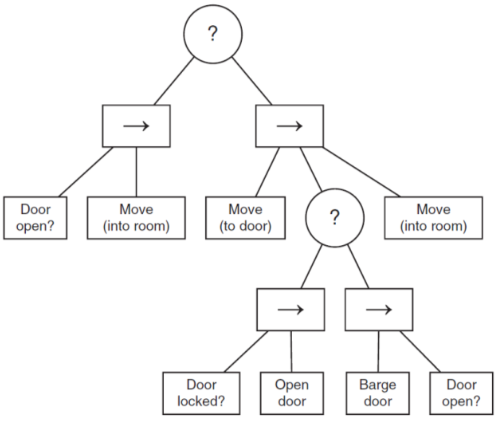 ?
→
→
Door
open?
Move
(into room)
Move
(to door)
?
Move
(into room)
→
→
Door
locked?
Open
door
Barge
door
Door
open?